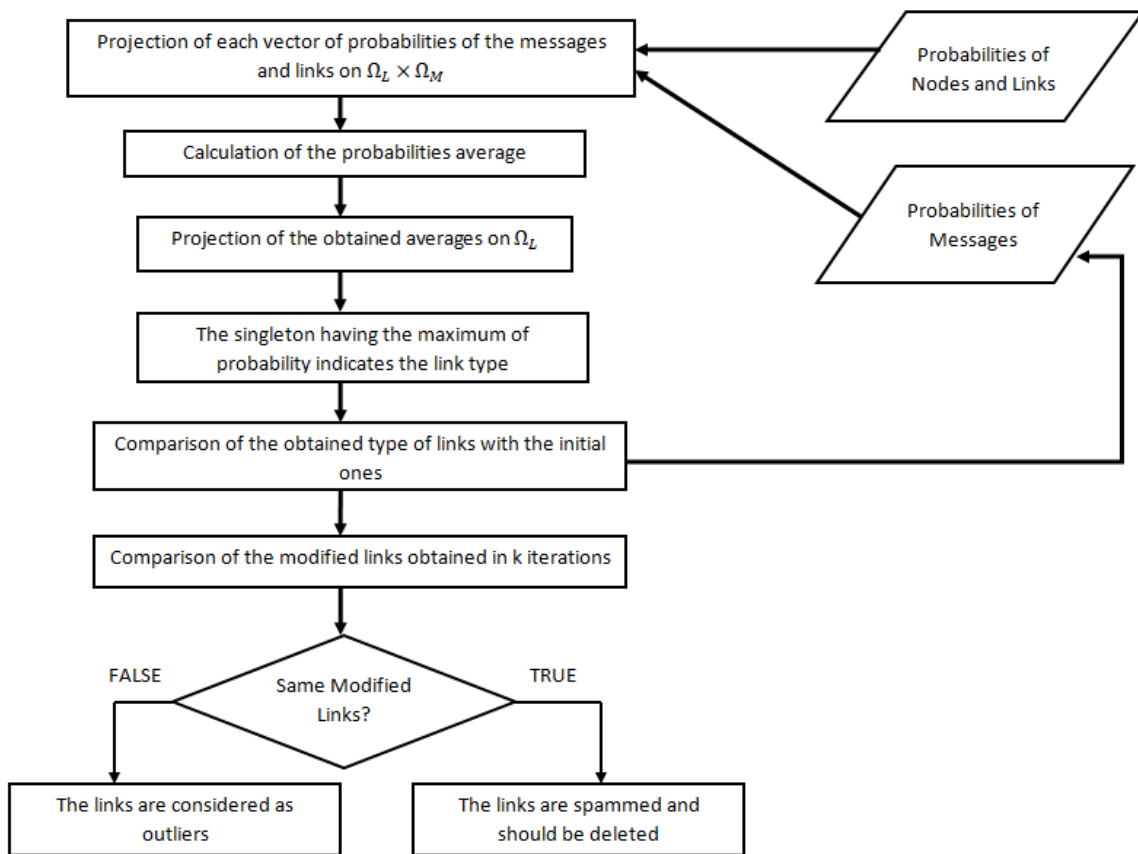 Projection of each vector of probabilities of the messages
and links on Ω_L × Ω_M
Probabilities of
Nodes and Links
Calculation of the probabilities average
Probabilities of
Messages
Projection of the obtained averages on Ω_L
The singleton having the maximum of
probability indicates the link type
Comparison of the obtained type of links with the initial
ones
Comparison of the modified links obtained in k iterations
FALSE
Same Modified
Links?
TRUE
The links are considered as
outliers
The links are spammed and
should be deleted